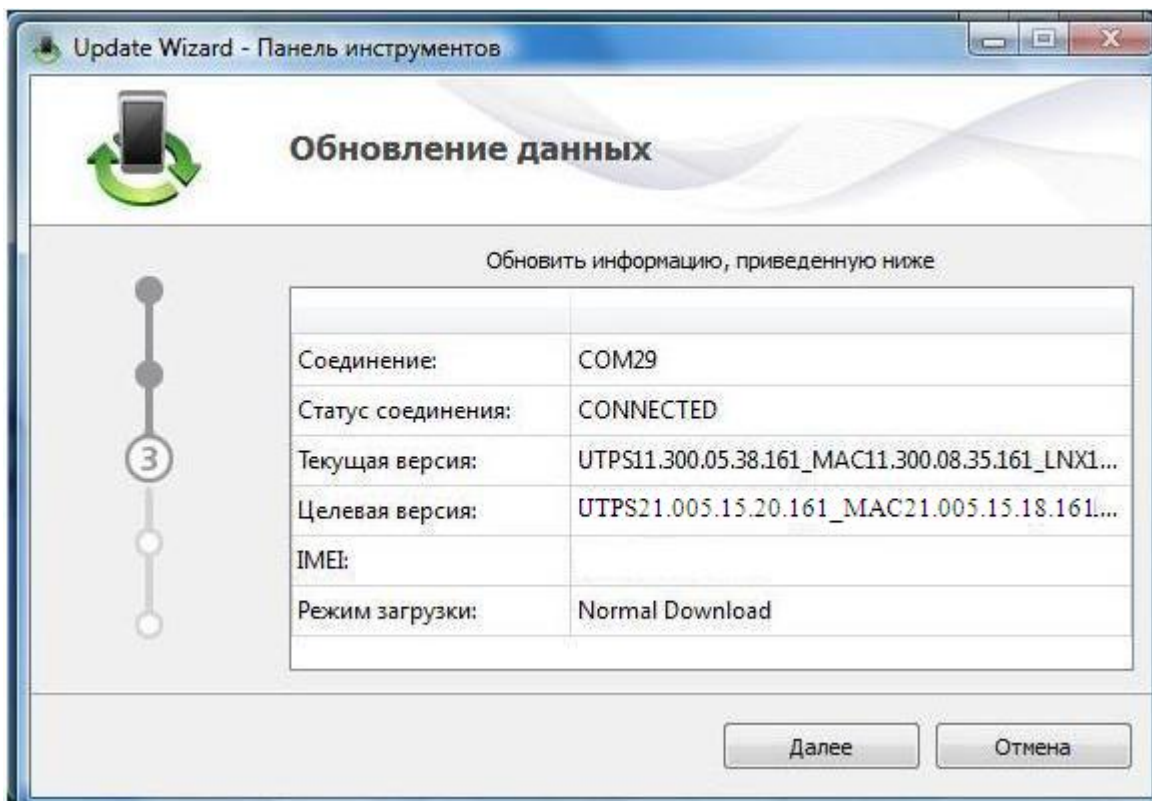 Update Wizard - Панель инструментов
Обновление данных
Обновить информацию, приведенную ниже
3
Соединение: COM29
Статус соединения: CONNECTED
Текущая версия: UTPS11.300.05.38.161_MAC11.300.08.35.161_LNX1...
Целевая версия: UTPS21.005.15.20.161_MAC21.005.15.18.161...
IMEI:
Режим загрузки: Normal Download
Далее Отмена